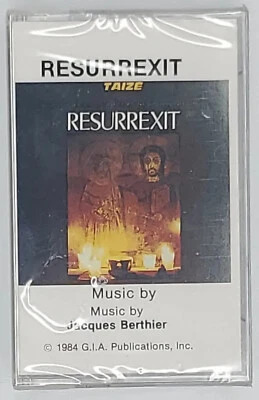 RESURREXIT
TAIZE
RESURREXIT
Music by
Music by
Jacques Berthier
© 1984 G.I.A. Publications, Inc.